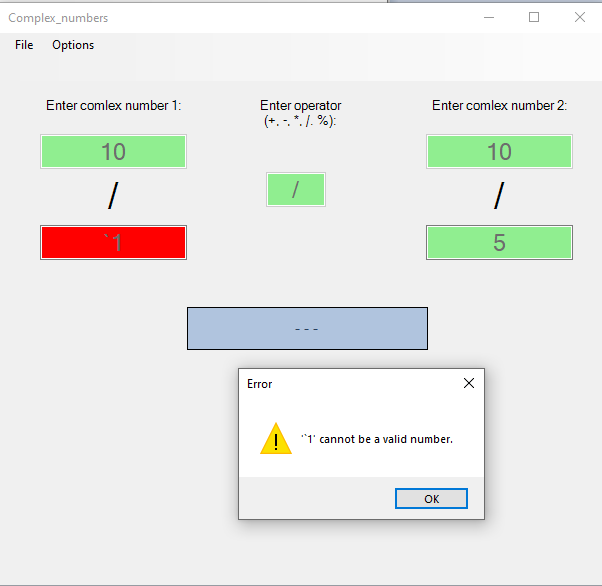 Complex_numbers
File Options
Enter comlex number 1:
Enter operator
(+, -, *, /. %):
Enter comlex number 2:
10
/
`1
/
10
/
5
---
Error
'`1' cannot be a valid number.
OK